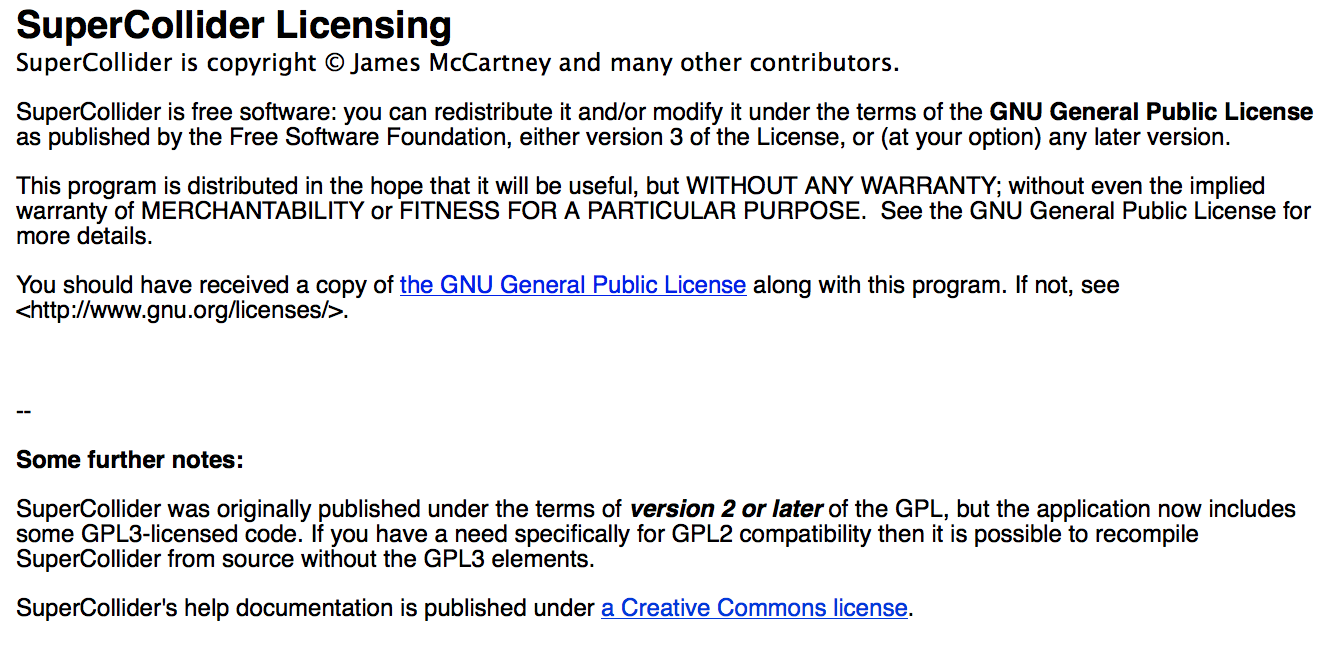 SuperCollider Licensing
SuperCollider is copyright © James McCartney and many other contributors.
SuperCollider is free software: you can redistribute it and/or modify it under the terms of the GNU General Public License
as published by the Free Software Foundation, either version 3 of the License, or (at your option) any later version.
This program is distributed in the hope that it will be useful, but WITHOUT ANY WARRANTY; without even the implied
warranty of MERCHANTABILITY or FITNESS FOR A PARTICULAR PURPOSE.  See the GNU General Public License for
more details.
You should have received a copy of the GNU General Public License along with this program. If not, see
<http://www.gnu.org/licenses/>.
--
Some further notes:
SuperCollider was originally published under the terms of version 2 or later of the GPL, but the application now includes
some GPL3-licensed code. If you have a need specifically for GPL2 compatibility then it is possible to recompile
SuperCollider from source without the GPL3 elements.
SuperCollider's help documentation is published under a Creative Commons license.